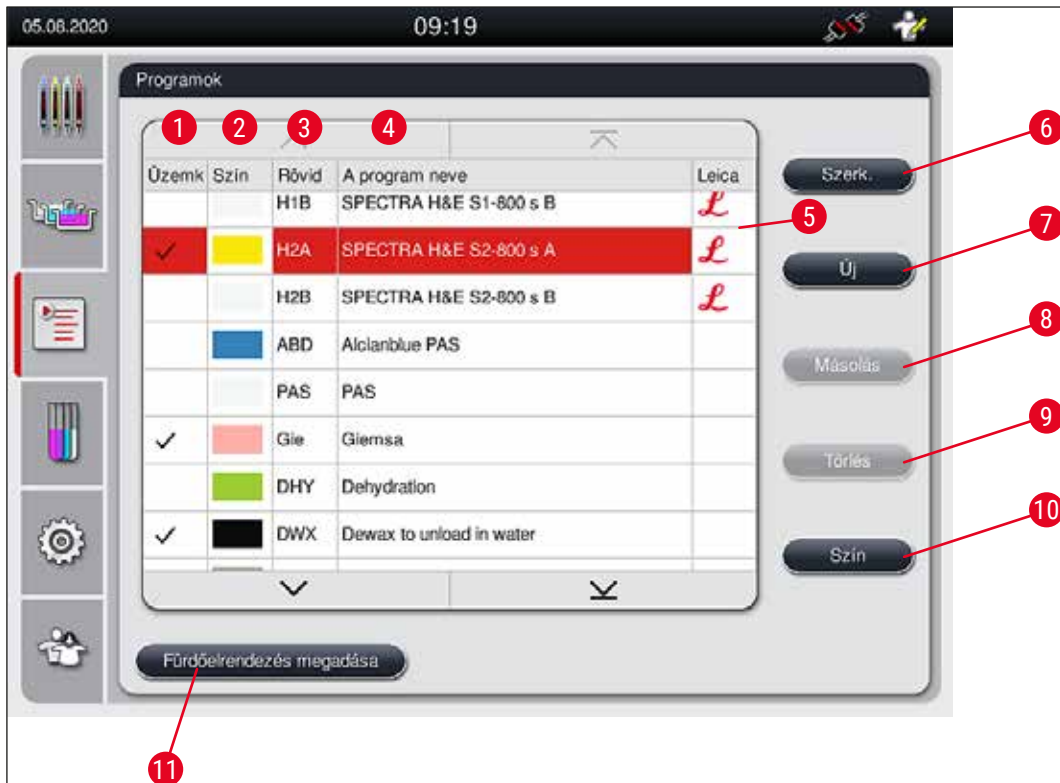 05.08.2020 09:19
Programok
1 2 3 4
Üzemk Szín Rövid A program neve Leica
H1B SPECTRA H&E S1-800 s B L
✓ H2A SPECTRA H&E S2-800 s A L
H2B SPECTRA H&E S2-800 s B L
ABD Alcianblue PAS
PAS PAS
✓ Gie Giemsa
DHY Dehydration
✓ DWX Dewax to unload in water
Szerk.
Új
Másolás
Törlés
Szín
Fürdőelrendezés megadása
5
6
7
8
9
10
11